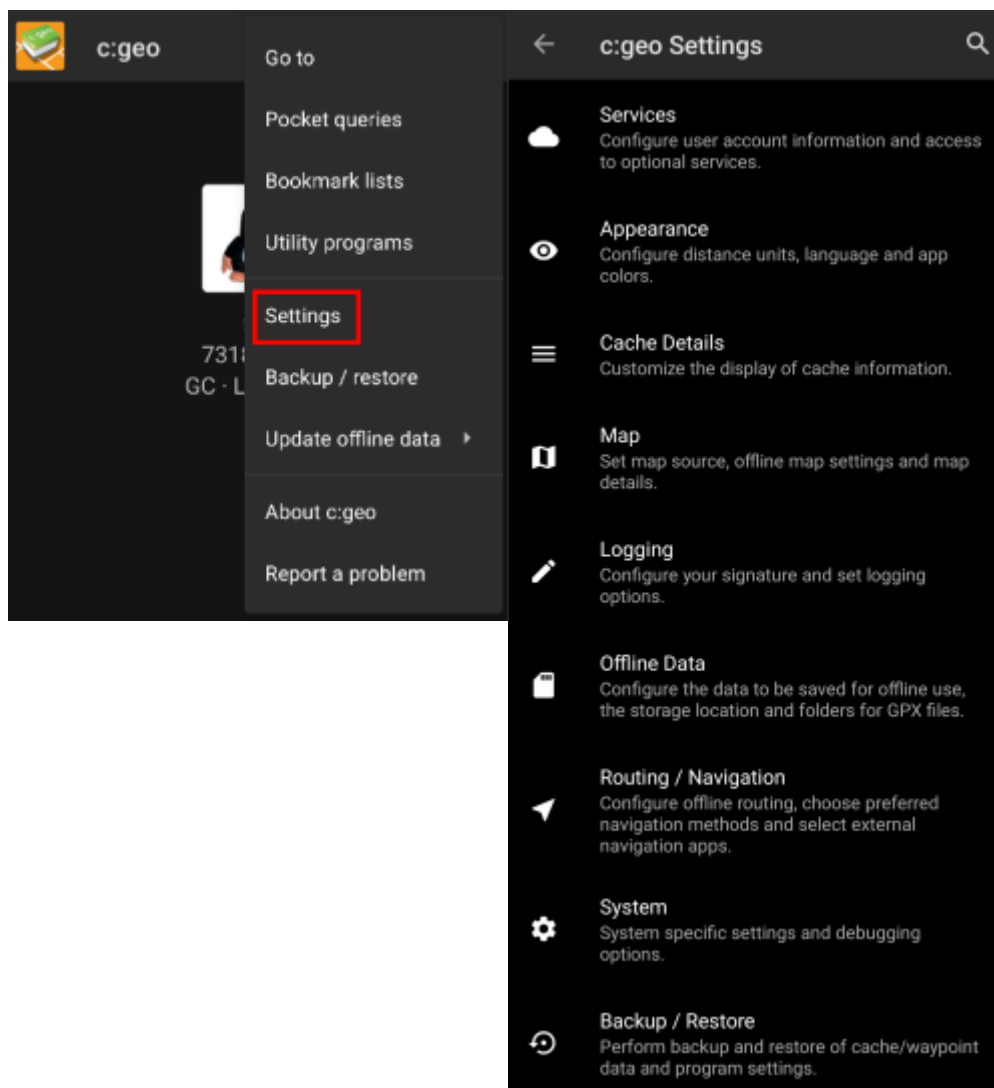 c:geo
Go to
Pocket queries
Bookmark lists
Utility programs
Settings
7318
GC · L
Backup / restore
Update offline data
About c:geo
Report a problem
c:geo Settings
Services
Configure user account information and access
to optional services.
Appearance
Configure distance units, language and app
colors.
Cache Details
Customize the display of cache information.
Map
Set map source, offline map settings and map
details.
Logging
Configure your signature and set logging
options.
Offline Data
Configure the data to be saved for offline use,
the storage location and folders for GPX files.
Routing / Navigation
Configure offline routing, choose preferred
navigation methods and select external
navigation apps.
System
System specific settings and debugging
options.
Backup / Restore
Perform backup and restore of cache/waypoint
data and program settings.